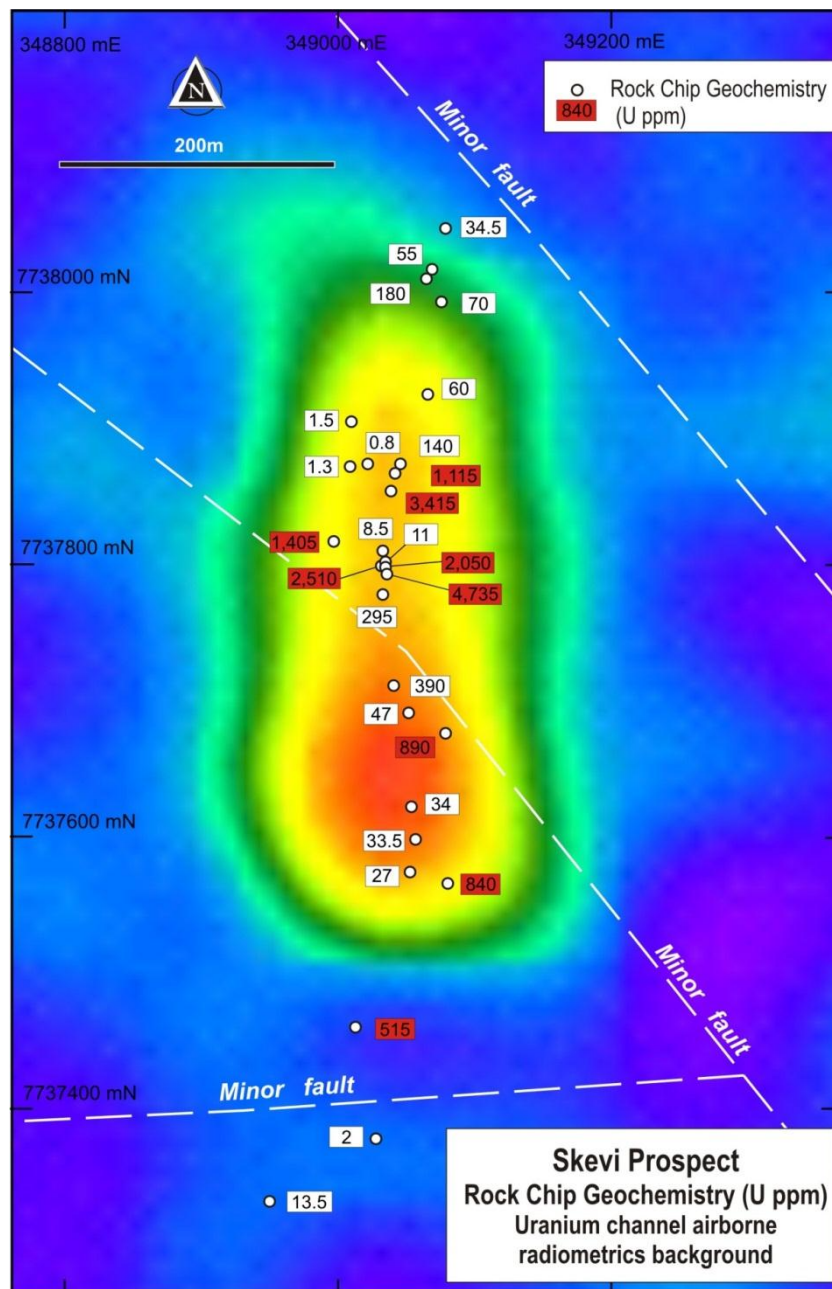 348800 mE
349000 mE
349200 mE
N
200m
Rock Chip Geochemistry
840
(U ppm)
Minor fault
34.5
55
7738000 mN
180
70
60
1.5
0.8
140
1.3
1,115
3,415
8.5
11
1,405
7737800 mN
2,510
2,050
4,735
295
390
47
890
34
7737600 mN
33.5
27
840
Minor fault
515
Minor fault
7737400 mN
2
13.5
Skevi Prospect
Rock Chip Geochemistry (U ppm)
Uranium channel airborne
radiometrics background